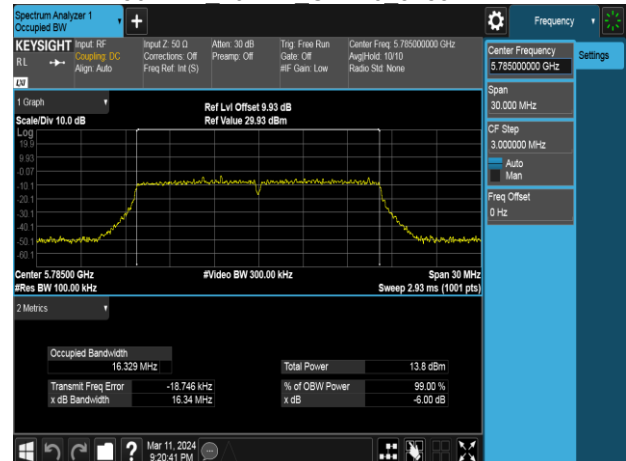 Spectrum Analyzer 1
Occupied BW
+
Frequency
KEYSIGHT
RL
LXI
Input: RF
Coupling: DC
Align: Auto
Input Z: 50 Ω
Corrections: Off
Freq Ref: Int (S)
Atten: 30 dB
Preamp: Off
Trig: Free Run
Gate: Off
#IF Gain: Low
Center Freq: 5.785000000 GHz
Avg|Hold: 10/10
Radio Std: None
Center Frequency
5.785000000 GHz
Settings
Span
30.000 MHz
CF Step
3.000000 MHz
Auto
Man
Freq Offset
0 Hz
1 Graph
Scale/Div 10.0 dB
Ref Lvl Offset 9.93 dB
Ref Value 29.93 dBm
Log
19.9
9.93
-0.07
-10.1
-20.1
-30.1
-40.1
-50.1
-60.1
Center 5.78500 GHz
#Video BW 300.00 kHz
Span 30 MHz
#Res BW 100.00 kHz
Sweep 2.93 ms (1001 pts)
2 Metrics
Occupied Bandwidth
16.329 MHz
Total Power 13.8 dBm
Transmit Freq Error -18.746 kHz
% of OBW Power 99.00 %
x dB Bandwidth 16.34 MHz
x dB -6.00 dB
?
Mar 11, 2024
9:20:41 PM